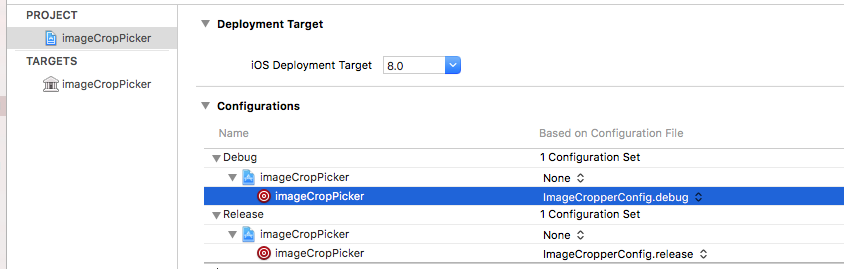 PROJECT
imageCropPicker
TARGETS
imageCropPicker
Deployment Target
iOS Deployment Target 8.0
Configurations
Name Based on Configuration File
Debug 1 Configuration Set
imageCropPicker None
imageCropPicker ImageCropperConfig.debug
Release 1 Configuration Set
imageCropPicker None
imageCropPicker ImageCropperConfig.release